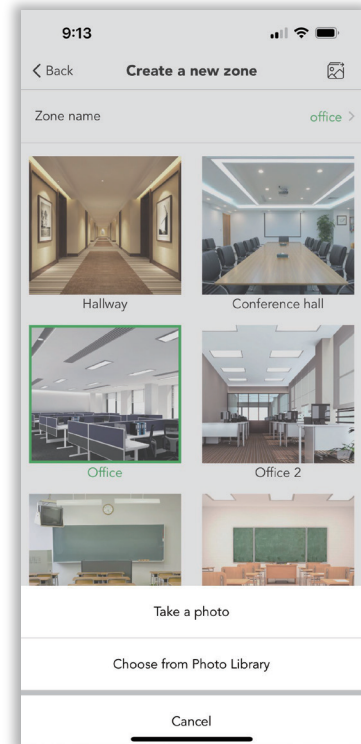 9:13
Back Create a new zone
Zone name office
Hallway Conference hall
Office Office 2
Take a photo
Choose from Photo Library
Cancel